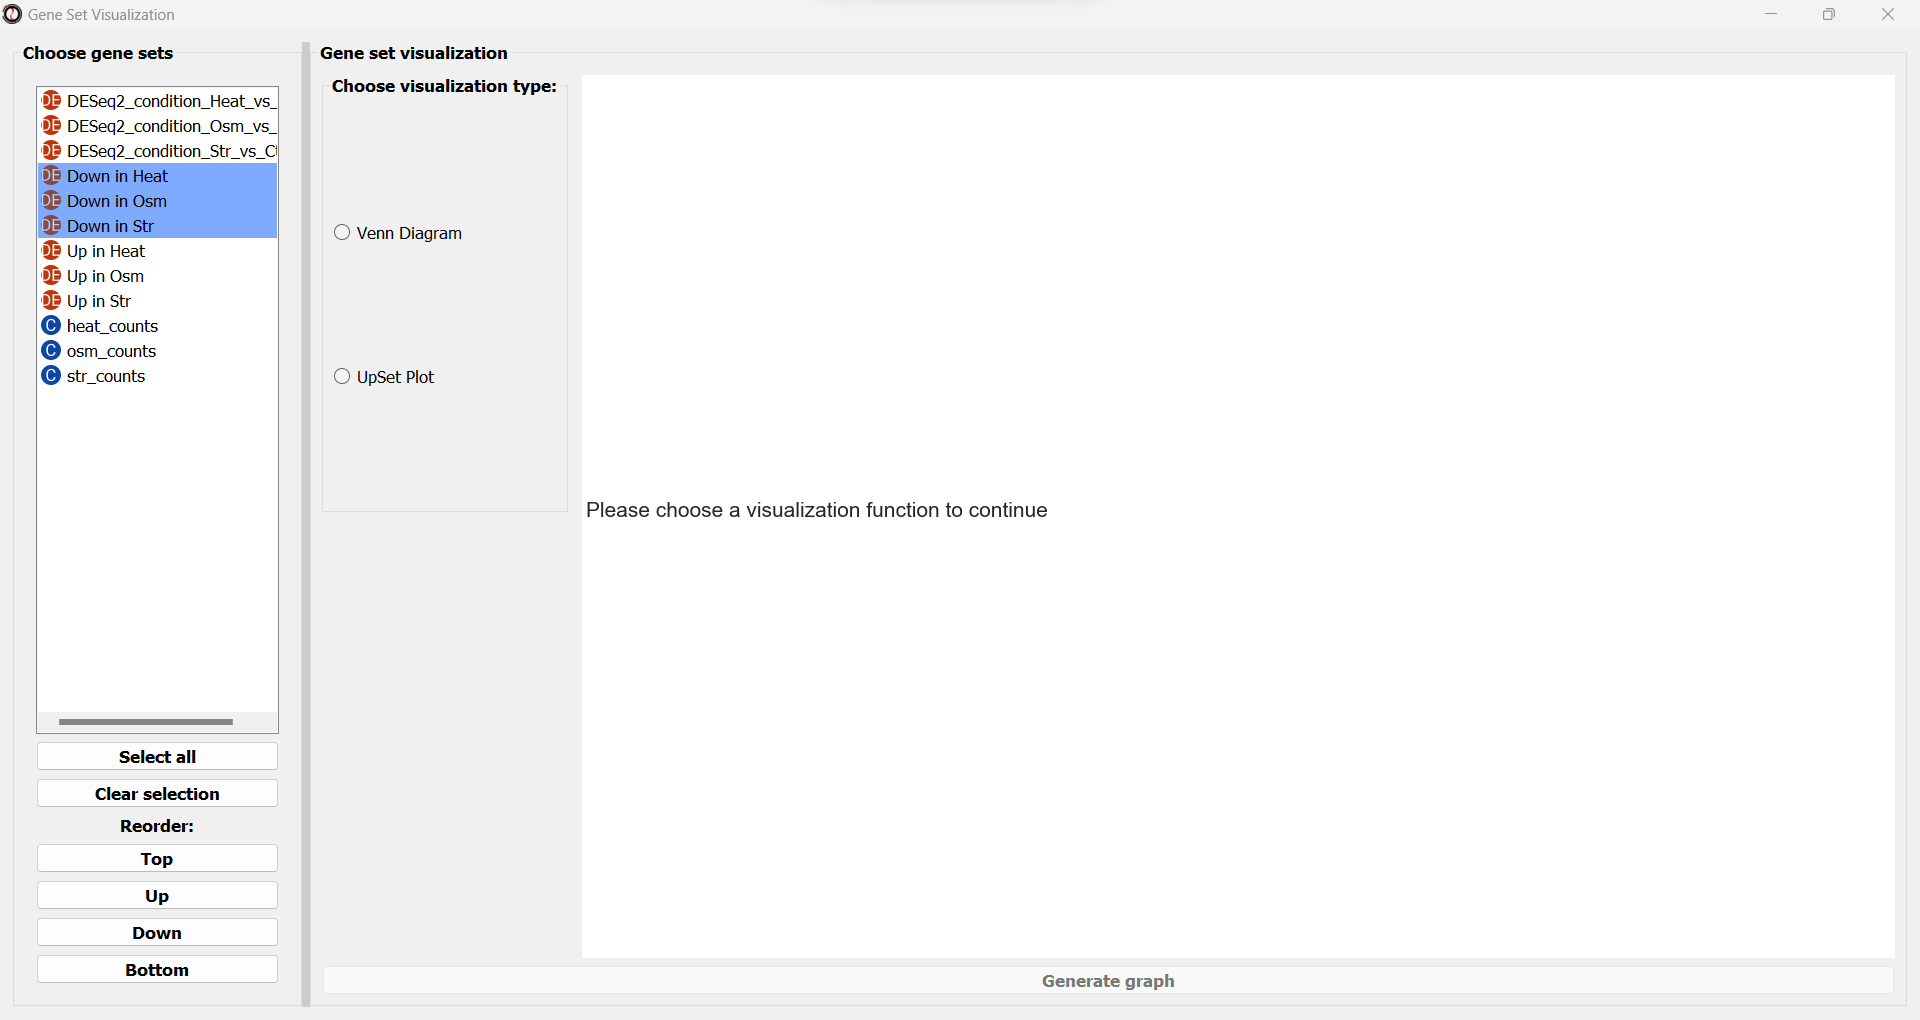 Gene Set Visualization
Choose gene sets
DE DESeq2_condition_Heat_vs_
DE DESeq2_condition_Osm_vs_
DE DESeq2_condition_Str_vs_C
DE Down in Heat
DE Down in Osm
DE Down in Str
DE Up in Heat
DE Up in Osm
DE Up in Str
C heat_counts
C osm_counts
C str_counts
Select all
Clear selection
Reorder:
Top
Up
Down
Bottom
Gene set visualization
Choose visualization type:
Venn Diagram
UpSet Plot
Please choose a visualization function to continue
Generate graph